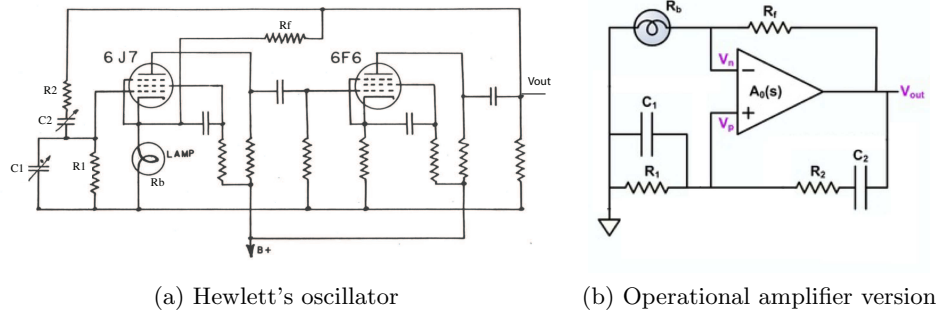 Rf
6J7
6F6
R2
C2
Vout
C1
R1
LAMP
Rb
B+
(a) Hewlett's oscillator
Rb
Rf
Vn
A0(s)
Vout
C1
Vp
C2
R1
R2
(b) Operational amplifier version